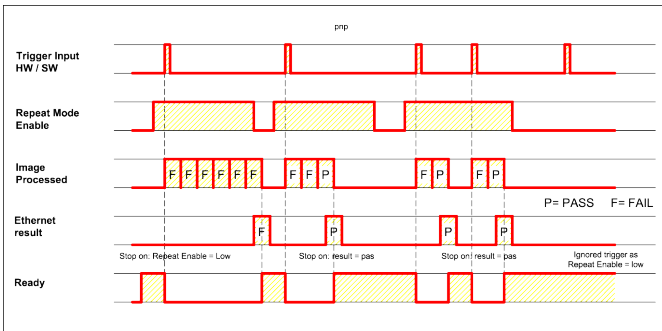 pnp
Trigger Input
HW / SW
Repeat Mode
Enable
Image
Processed
F F F F F F F F P F P F P
P= PASS F= FAIL
Ethernet
result
F P P P
Stop on: Repeat Enable = Low
Stop on: result = pas
Stop on: result = pas
Ignored trigger as
Repeat Enable = low
Ready